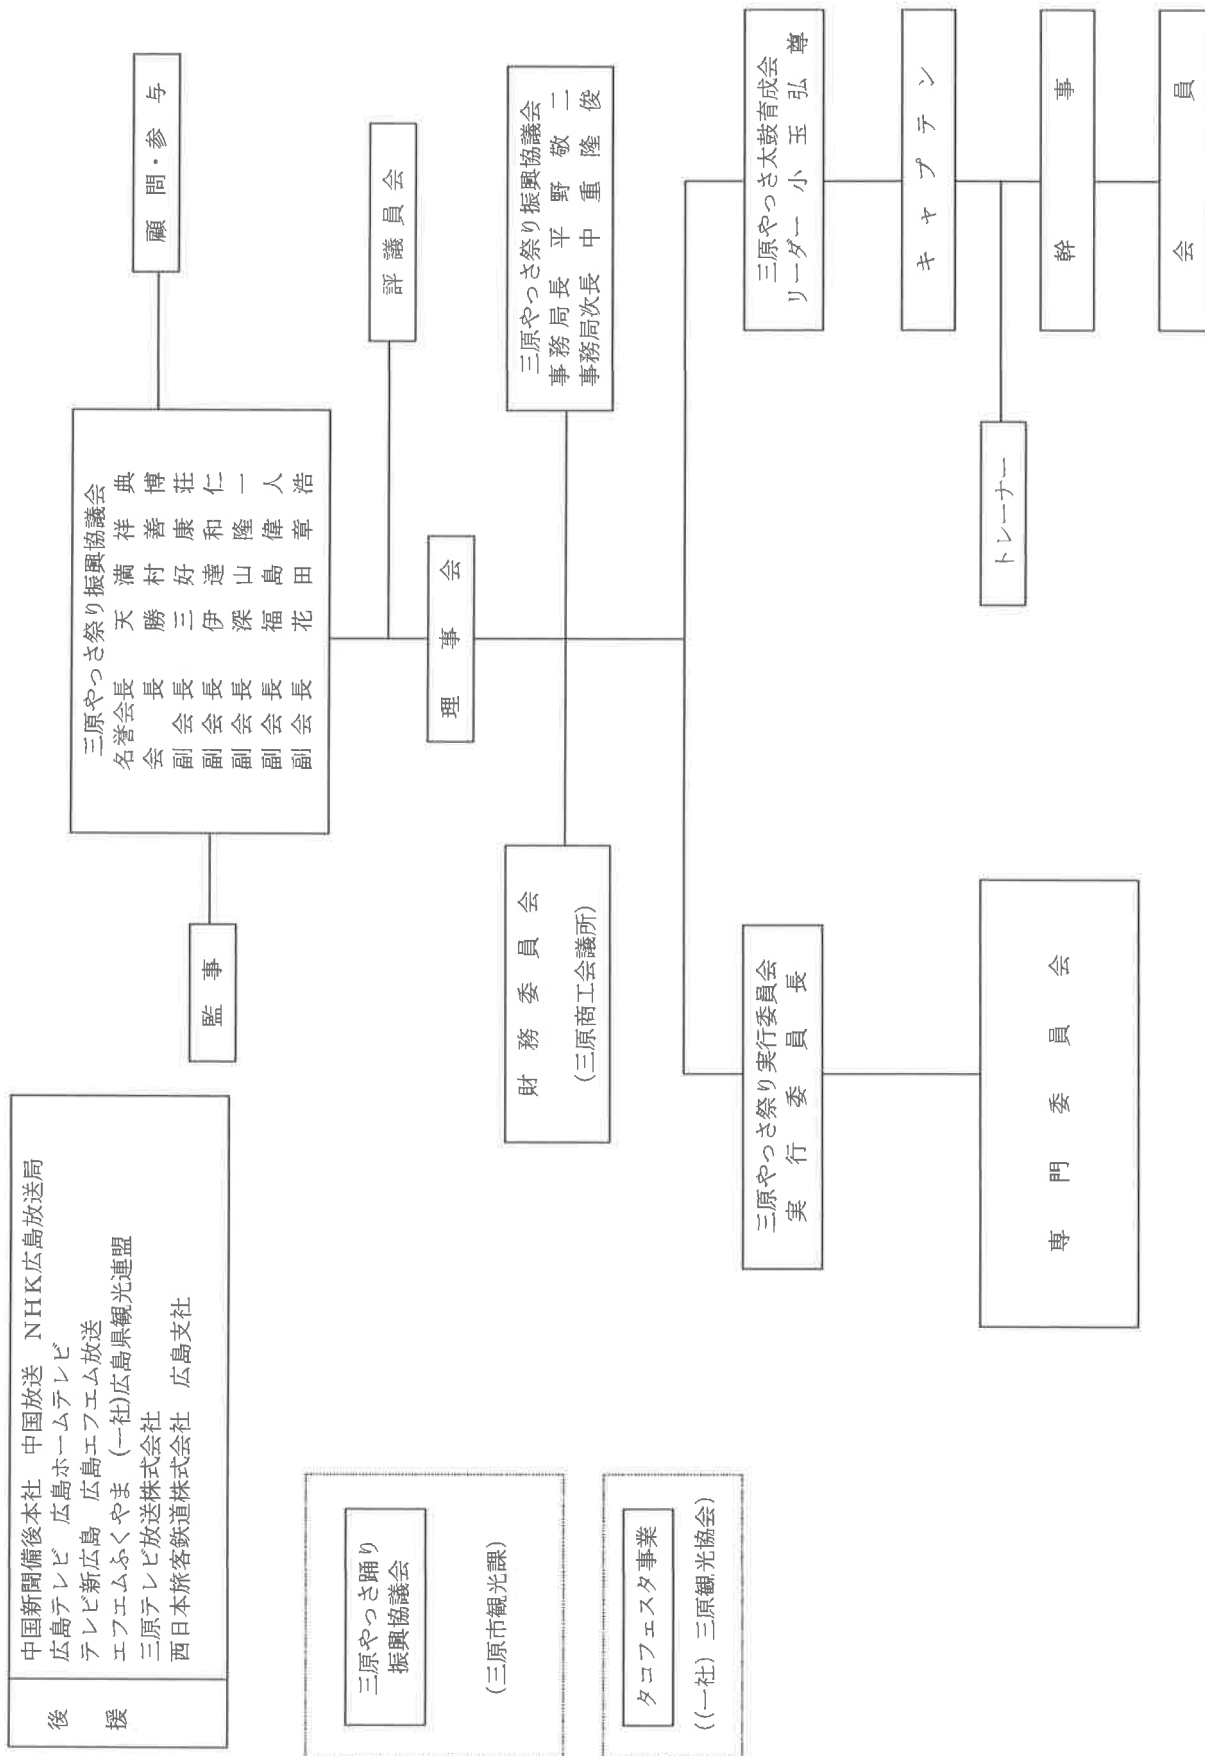 後援
中国新聞備後本社 中国放送 NHK広島放送局
広島テレビ 広島ホームテレビ
テレビ新広島 広島エフエム放送
エフエムふくやま (一社)広島県観光連盟
三原テレビ放送株式会社
西日本旅客鉄道株式会社 広島支社
顧問・参与
三原やっさ祭り振興協議会
名誉会長 天満祥典
会長 勝村善博
副会長 三好康荘
副会長 伊達和仁
副会長 深山隆一
副会長 福島偉人
副会長 花田章浩
監事
評議員会
理事会
三原やっさ祭り振興協議会
事務局長 平野敬二
事務局次長 中重隆俊
財務委員会
(三原商工会議所)
三原やっさ踊り
振興協議会
(三原市観光課)
タコフェスタ事業
((一社)三原観光協会)
三原やっさ祭り実行委員会
実行委員長
専門委員会
三原やっさ太鼓育成会
リーダー 小玉弘尊
キャプテン
トレーナー
幹事
会員